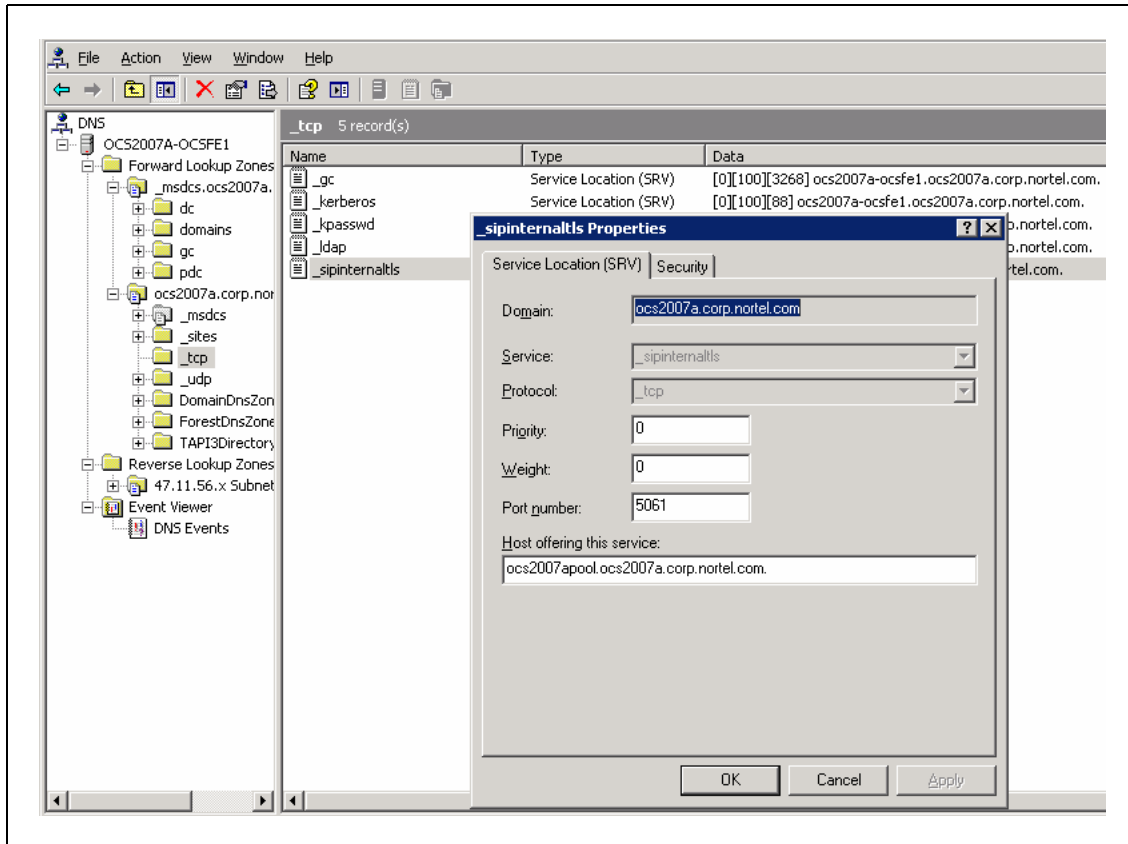 File Action View Window Help
DNS
OCS2007A-OCSFE1
Forward Lookup Zones
_msdcs.ocs2007a.
dc
domains
gc
pdc
ocs2007a.corp.nor
_msdcs
_sites
_tcp
_udp
DomainDnsZon
ForestDnsZone
TAPI3Directory
Reverse Lookup Zones
47.11.56.x Subnet
Event Viewer
DNS Events
_tcp 5 record(s)
Name Type Data
_gc Service Location (SRV) [0][100][3268] ocs2007a-ocsfe1.ocs2007a.corp.nortel.com.
_kerberos Service Location (SRV) [0][100][88] ocs2007a-ocsfe1.ocs2007a.corp.nortel.com.
_kpasswd p.nortel.com.
_ldap p.nortel.com.
_sipinternaltls rtel.com.
_sipinternaltls Properties
Service Location (SRV) Security
Domain: ocs2007a.corp.nortel.com
Service: _sipinternaltls
Protocol: _tcp
Priority: 0
Weight: 0
Port number: 5061
Host offering this service:
ocs2007apool.ocs2007a.corp.nortel.com.
OK Cancel Apply